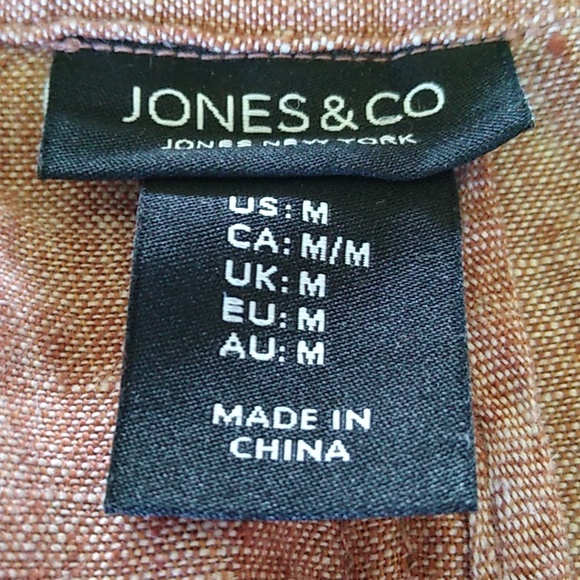 JONES & CO
JONES NEW YORK
US: M
CA: M/M
UK: M
EU: M
AU: M
MADE IN
CHINA